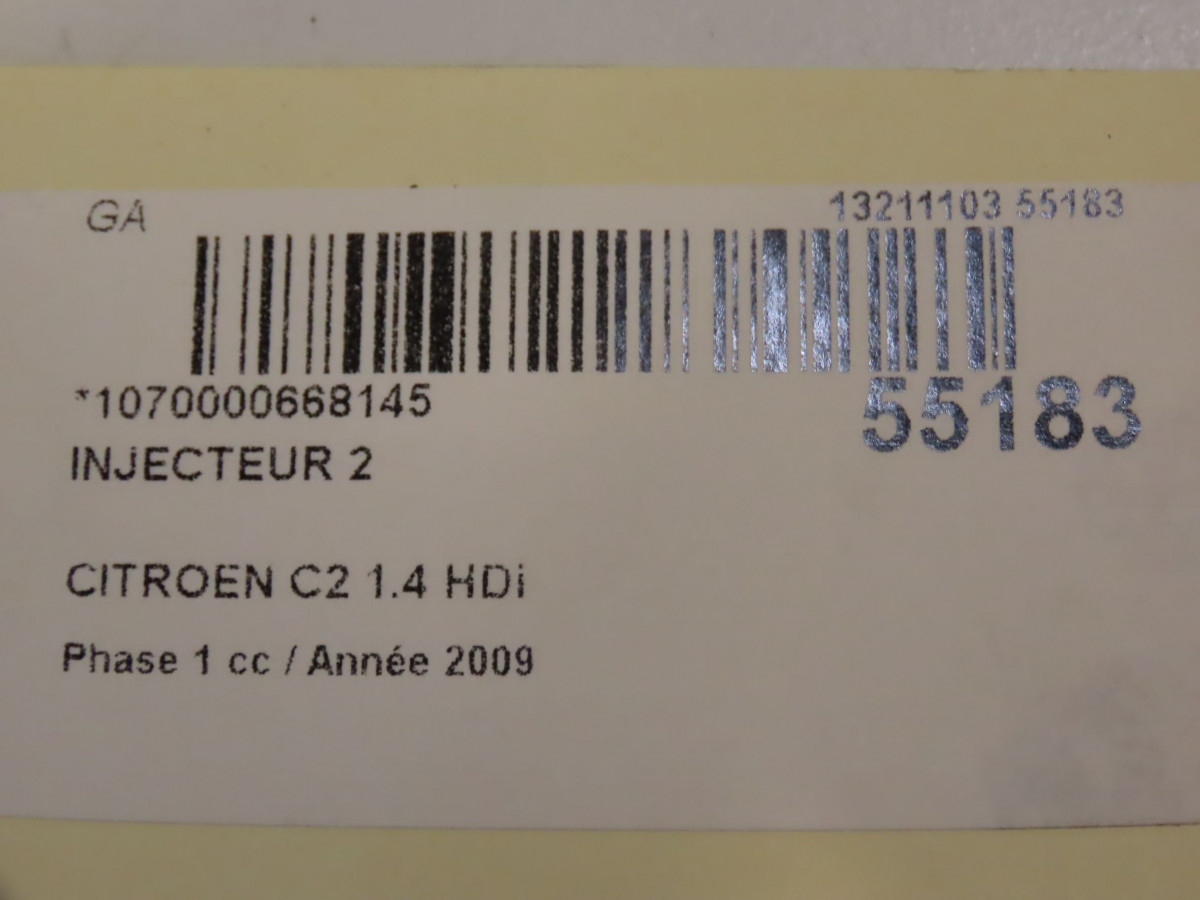 GA
13211103 55183
*1070000668145
55183
INJECTEUR 2
CITROEN C2 1.4 HDi
Phase 1 cc / Année 2009